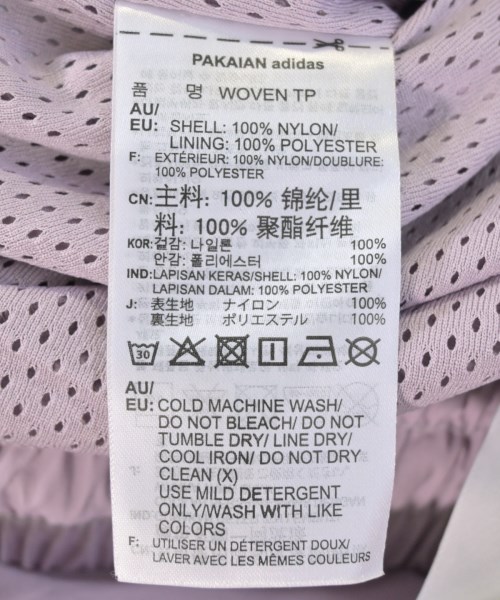 PAKAIAN adidas
품 명 WOVEN TP
AU/
EU: SHELL: 100% NYLON/
LINING: 100% POLYESTER
F: EXTÉRIEUR: 100% NYLON/DOUBLURE:
100% POLYESTER
CN: 主料: 100% 锦纶/里
料: 100% 聚酯纤维
KOR: 겉감: 나일론 100%
안감: 폴리에스터 100%
IND: LAPISAN KERAS/SHELL: 100% NYLON/
LAPISAN DALAM: 100% POLYESTER
J: 表生地 ナイロン 100%
裏生地 ポリエステル 100%
30
AU/
EU: COLD MACHINE WASH/
DO NOT BLEACH/ DO NOT
TUMBLE DRY/ LINE DRY/
COOL IRON/ DO NOT DRY
CLEAN (X)
USE MILD DETERGENT
ONLY/WASH WITH LIKE
COLORS
F: UTILISER UN DÉTERGENT DOUX/
LAVER AVEC LES MÊMES COULEURS